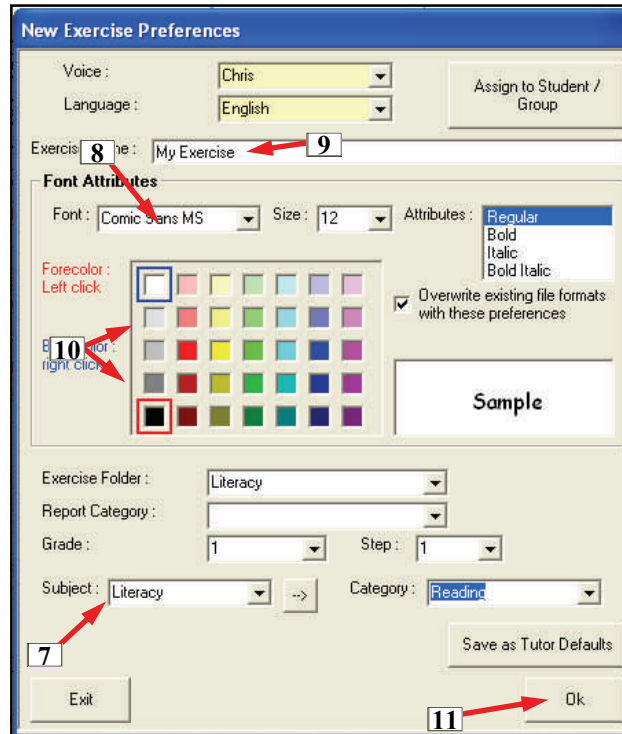 New Exercise Preferences
Voice : Chris
Assign to Student / Group
Language : English
8
9
Exercis ne : My Exercise
Font Attributes
Font : Comic Sans MS Size : 12 Attributes : Regular
Bold
Italic
Bold Italic
Forecolor :
Left click
Overwrite existing file formats
with these preferences
10
B lor :
right click
Sample
Exercise Folder : Literacy
Report Category :
Grade : 1 Step : 1
Subject : Literacy --> Category : Reading
7
Save as Tutor Defaults
Exit
11
Ok